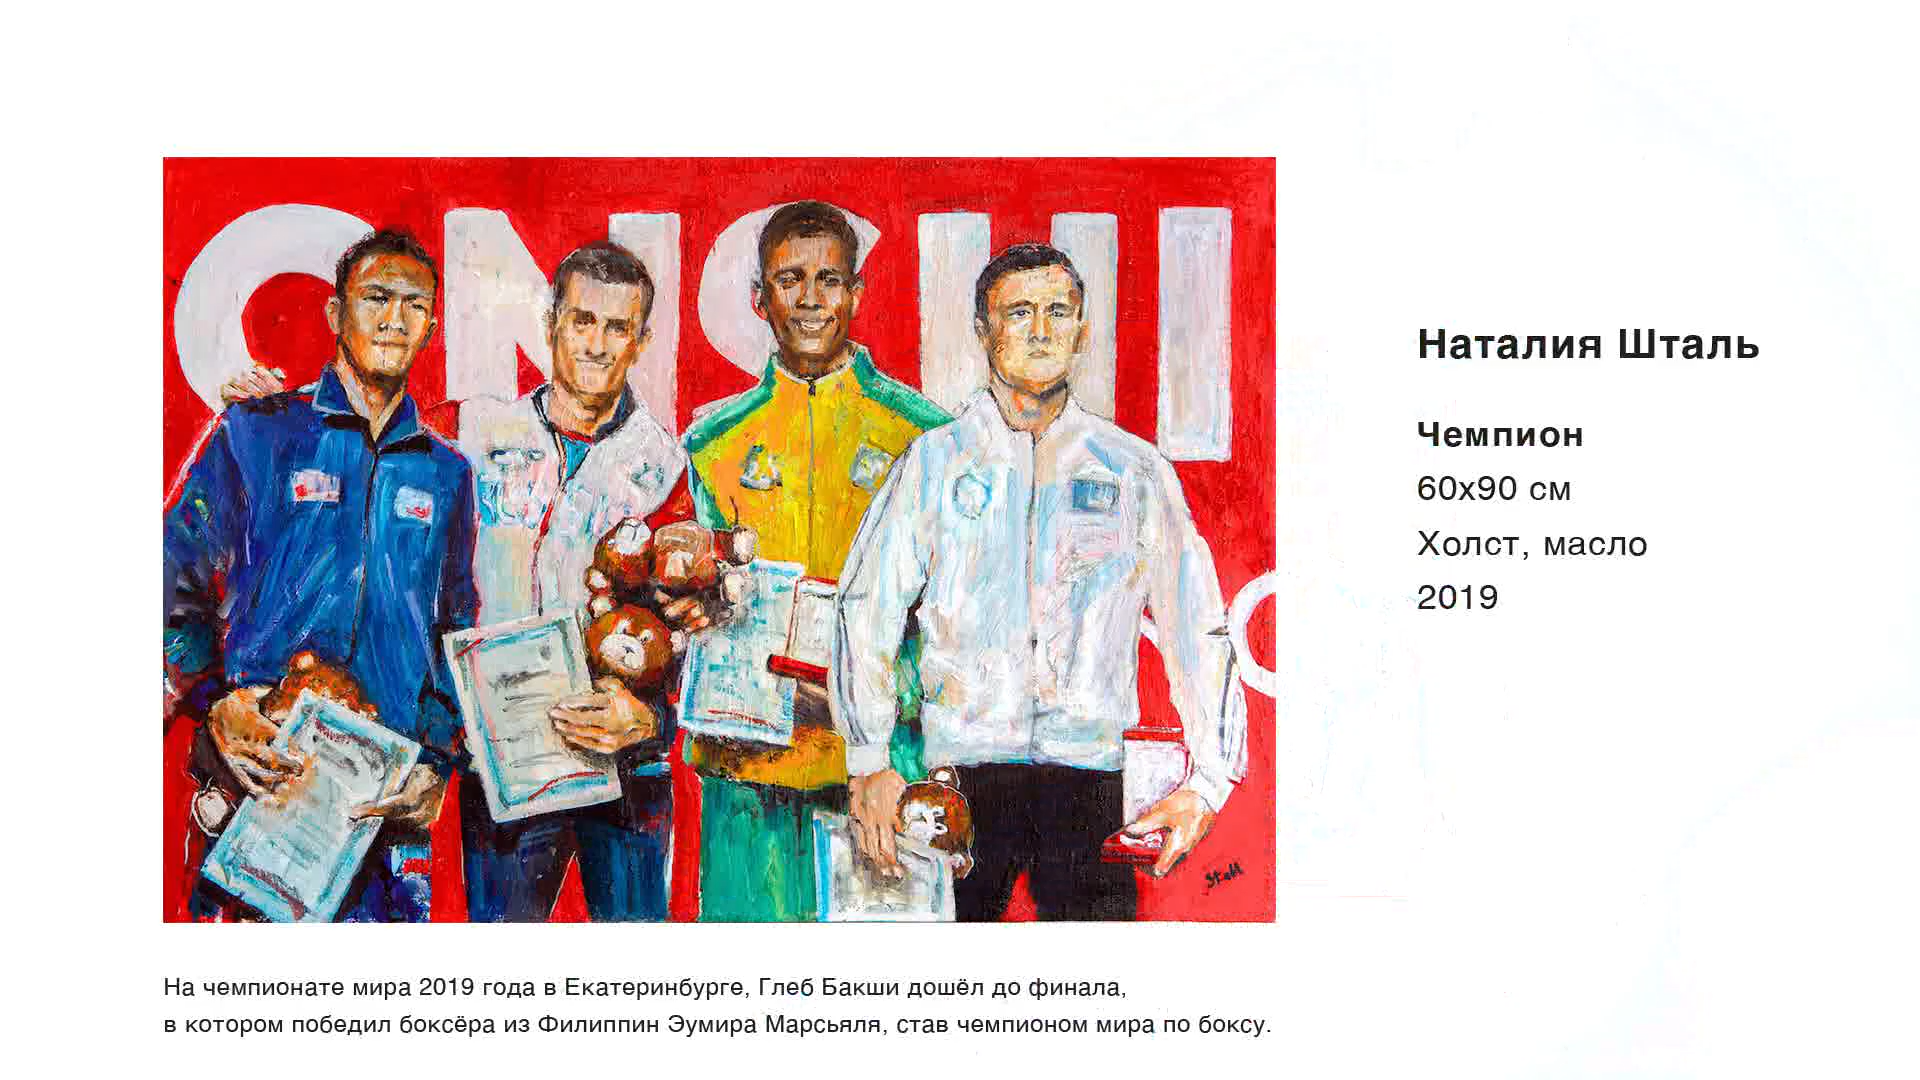 Наталия Шталь
Чемпион
60х90 см
Холст, масло
2019
Stahl
На чемпионате мира 2019 года в Екатеринбурге, Глеб Бакши дошёл до финала,
в котором победил боксёра из Филиппин Эумира Марсьяля, став чемпионом мира по боксу.